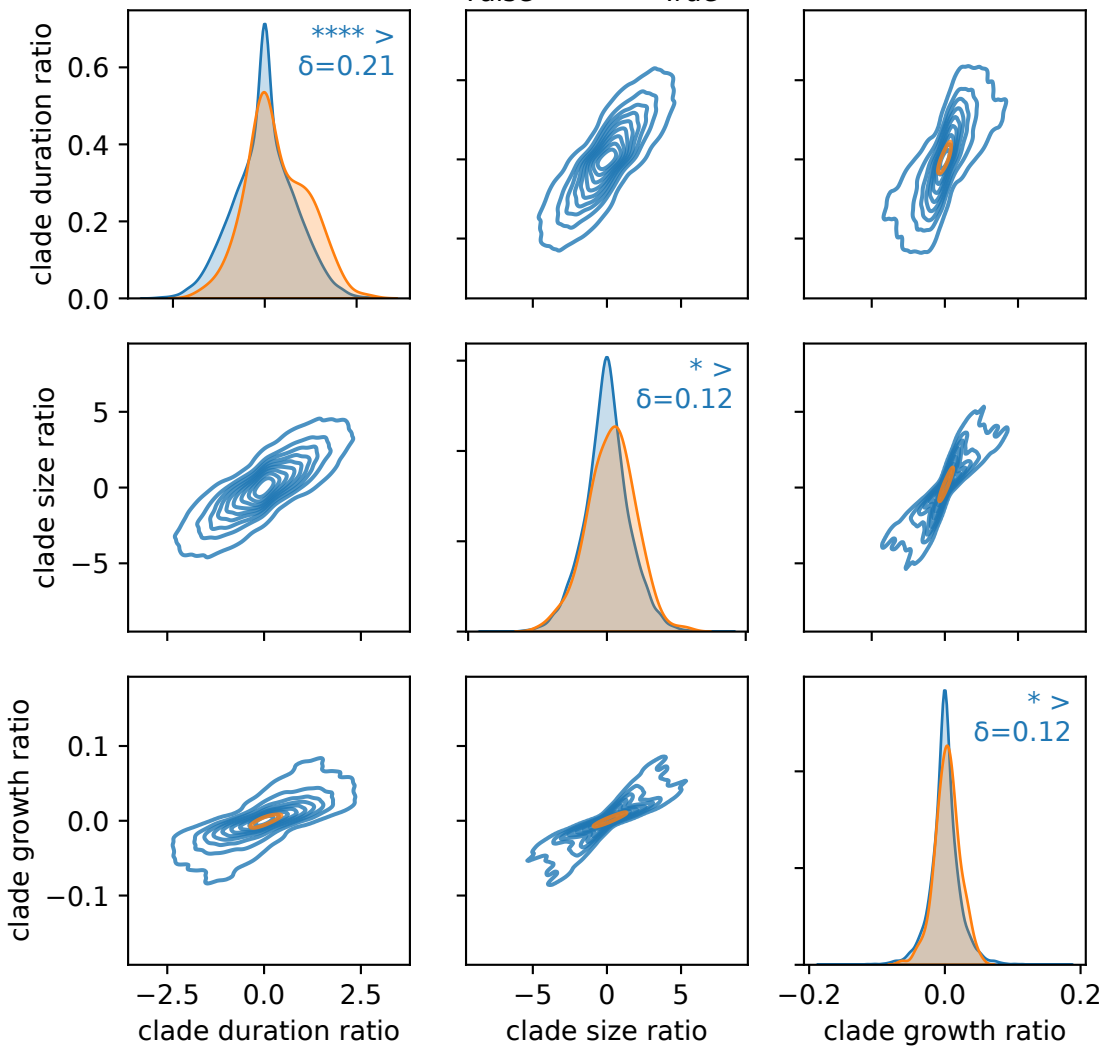 clade duration ratio
0.6
0.4
0.2
0.0
**** >
δ=0.21
clade size ratio
5
0
−5
* >
δ=0.12
clade growth ratio
0.1
0.0
−0.1
* >
δ=0.12
−2.5 0.0 2.5
−5 0 5
−0.2 0.0 0.2
clade duration ratio
clade size ratio
clade growth ratio